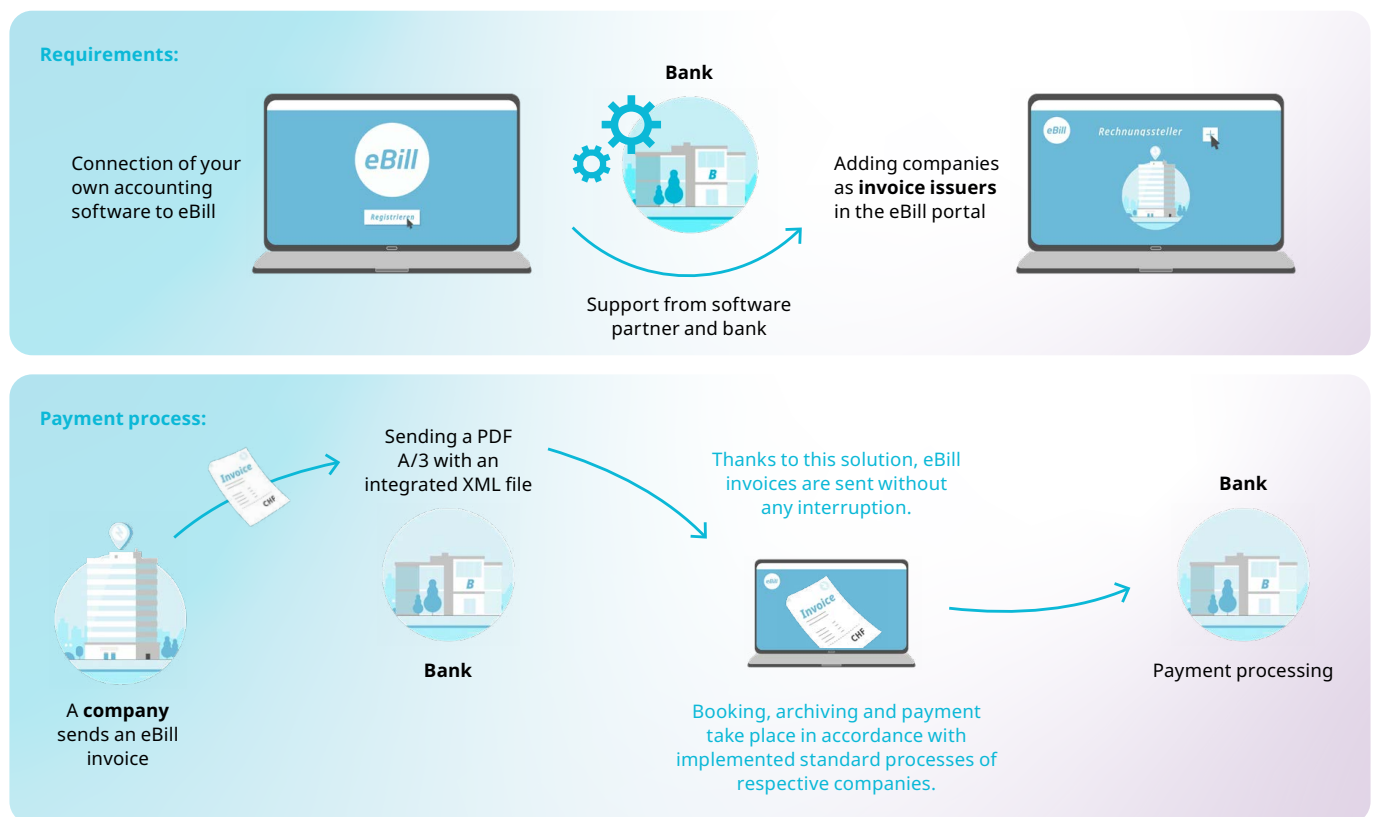 Requirements:
Bank
Connection of your
own accounting
software to eBill
eBill
Registrieren
B
Support from software
partner and bank
Adding companies
as invoice issuers
in the eBill portal
eBill
Rechnungssteller
Payment process:
Invoice
CHF
A company
sends an eBill
invoice
Sending a PDF
A/3 with an
integrated XML file
B
Bank
Thanks to this solution, eBill
invoices are sent without
any interruption.
eBill
Invoice
CHF
Booking, archiving and payment
take place in accordance with
implemented standard processes of
respective companies.
Bank
B
Payment processing